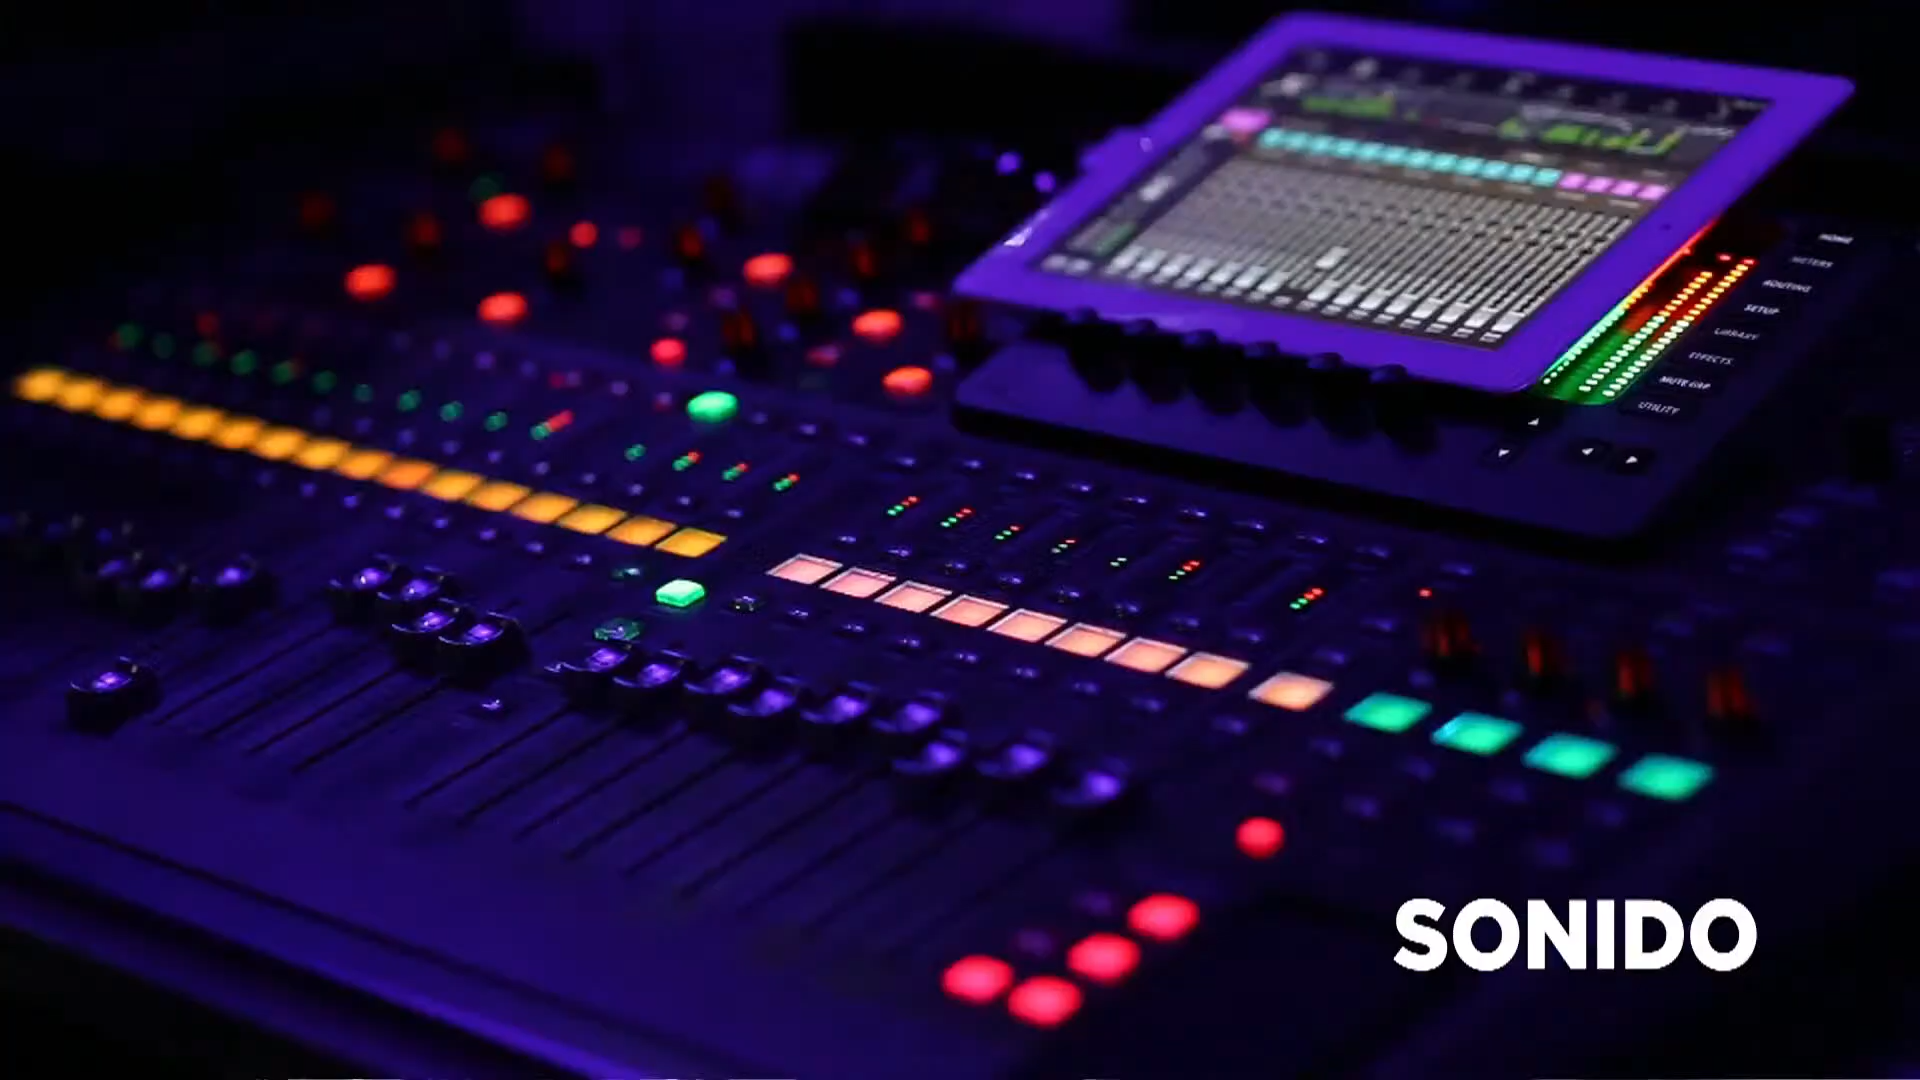 HOME
METERS
ROUTING
SETUP
LIBRARY
EFFECTS
MUTE GRP
UTILITY
SONIDO